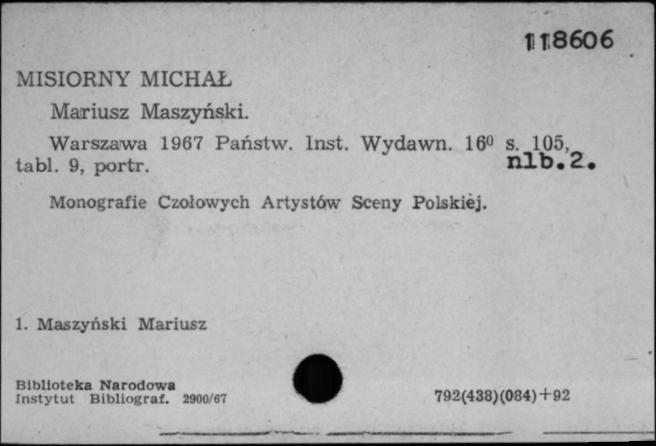 118606
MISIORNY MICHAŁ
Mariusz Maszyński.
Warszawa 1967 Państw. Inst. Wydawn. 16⁰ s. 105,
tabl. 9, portr. nlb.2.
Monografie Czołowych Artystów Sceny Polskiej.
1. Maszyński Mariusz
Biblioteka Narodowa
Instytut Bibliograf. 2900/67 792(438)(084)+92